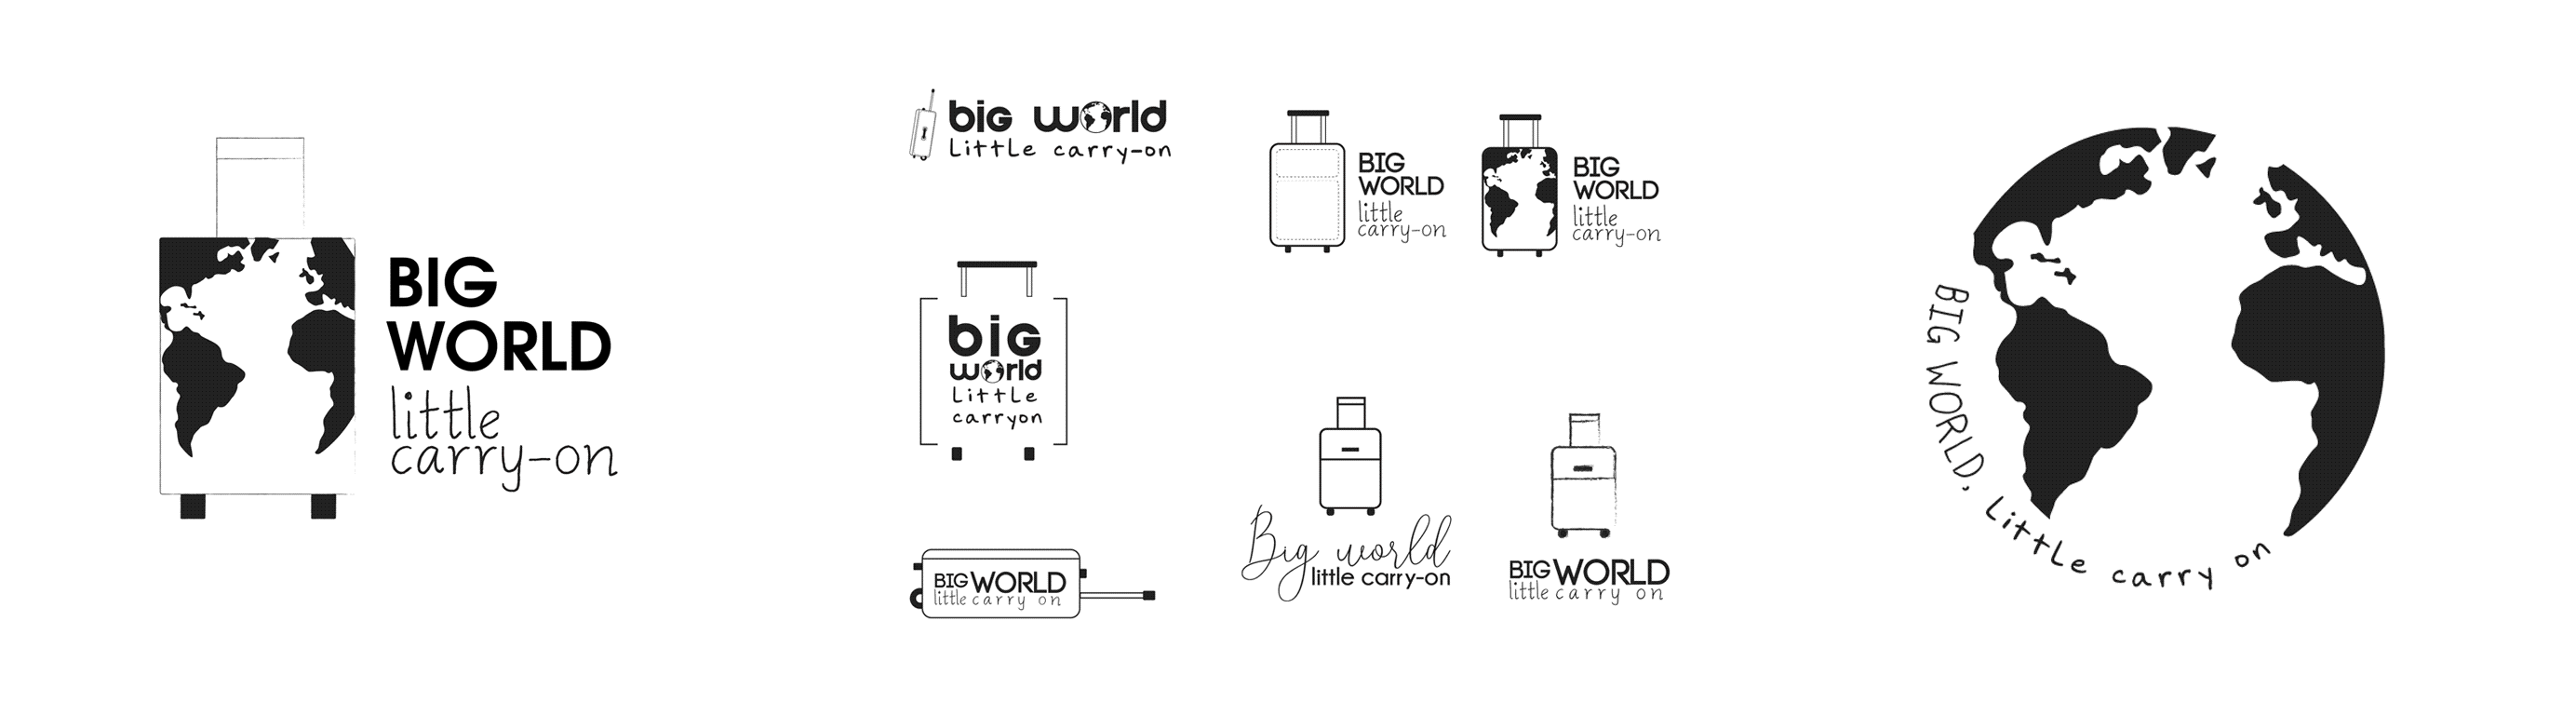 BIG
WORLD
little
carry-on
big world
Little carry-on
big
world
Little
carryon
BIG WORLD
little carry on
BIG
WORLD
little
carry-on
BIG
WORLD
little
carry-on
Big world
little carry-on
BIG WORLD
little carry on
BIG WORLD, Little carry on